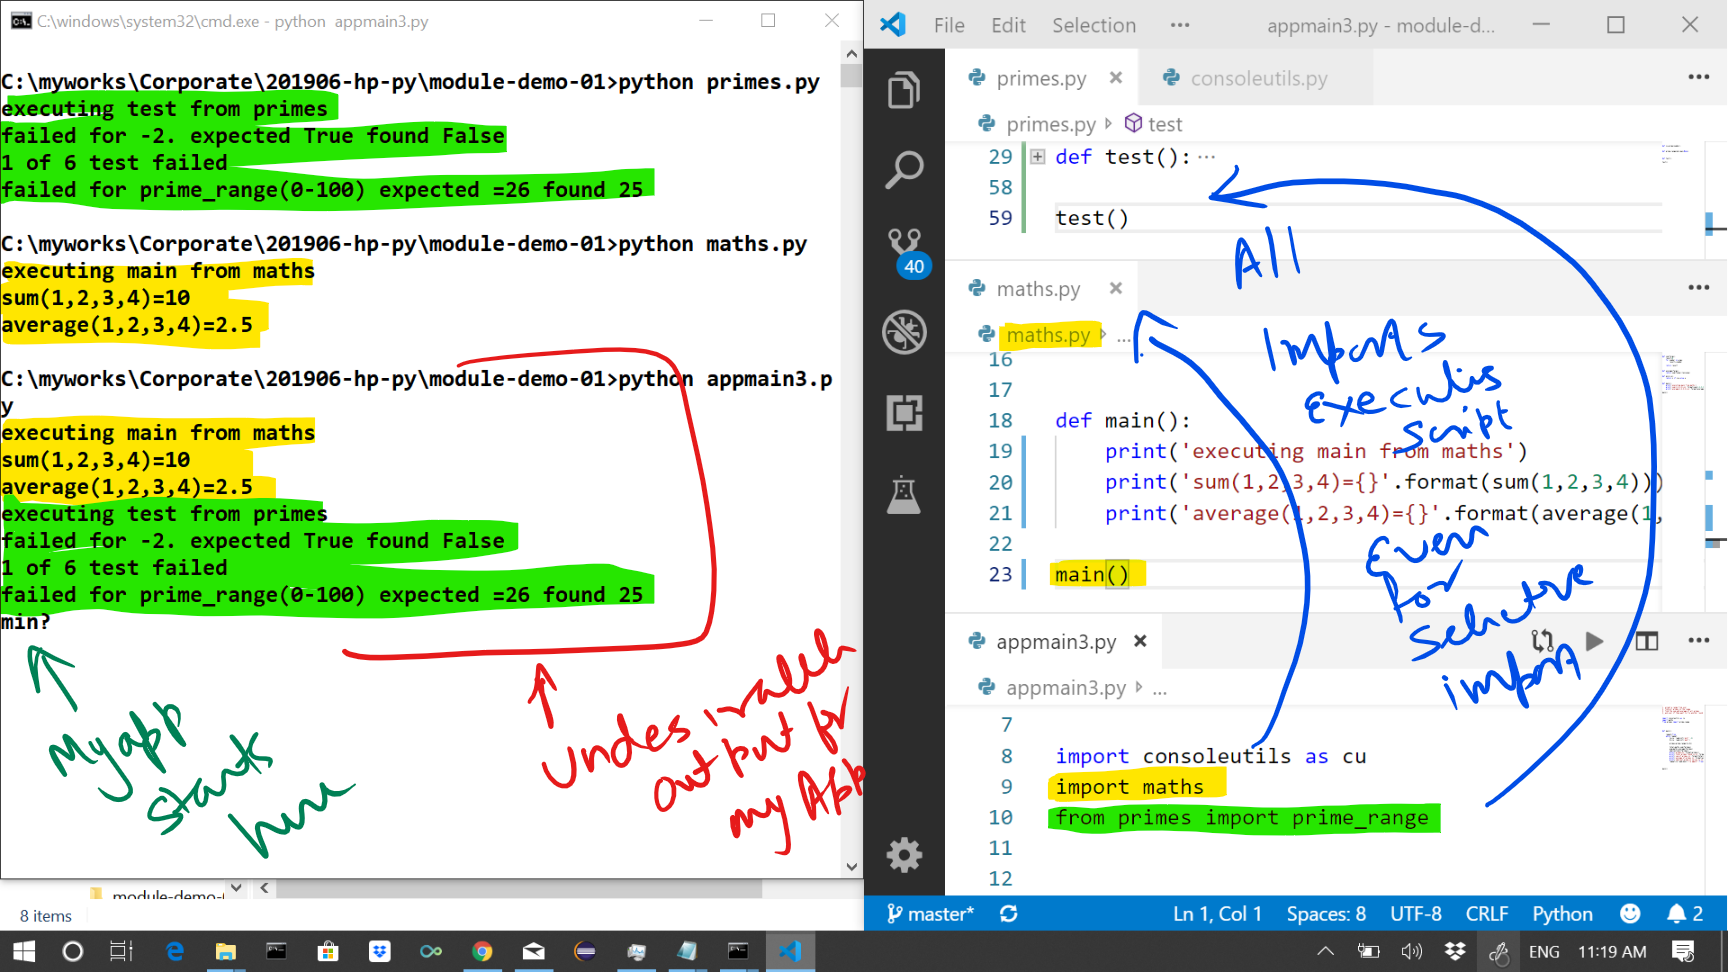 C:\windows\system32\cmd.exe - python  appmain3.py
C:\myworks\Corporate\201906-hp-py\module-demo-01>python primes.py
executing test from primes
failed for -2. expected True found False
1 of 6 test failed
failed for prime_range(0-100) expected =26 found 25
C:\myworks\Corporate\201906-hp-py\module-demo-01>python maths.py
executing main from maths
sum(1,2,3,4)=10
average(1,2,3,4)=2.5
C:\myworks\Corporate\201906-hp-py\module-demo-01>python appmain3.p
y
executing main from maths
sum(1,2,3,4)=10
average(1,2,3,4)=2.5
executing test from primes
failed for -2. expected True found False
1 of 6 test failed
failed for prime_range(0-100) expected =26 found 25
min?
My app
starts
here
Undesirable
output for
my App
module-demo-
8 items
File Edit Selection ··· appmain3.py - module-d...
primes.py consoleutils.py
primes.py test
29 def test(): ···
58
59 test()
All
imports
executes
script
Even
for
selective
import
40
maths.py
maths.py ...
16
17
18 def main():
19 print('executing main from maths')
20 print('sum(1,2,3,4)={}'.format(sum(1,2,3,4)))
21 print('average(1,2,3,4)={}'.format(average(1,
22
23 main()
appmain3.py
appmain3.py ...
7
8 import consoleutils as cu
9 import maths
10 from primes import prime_range
11
12
master* Ln 1, Col 1 Spaces: 8 UTF-8 CRLF Python 2
ENG 11:19 AM